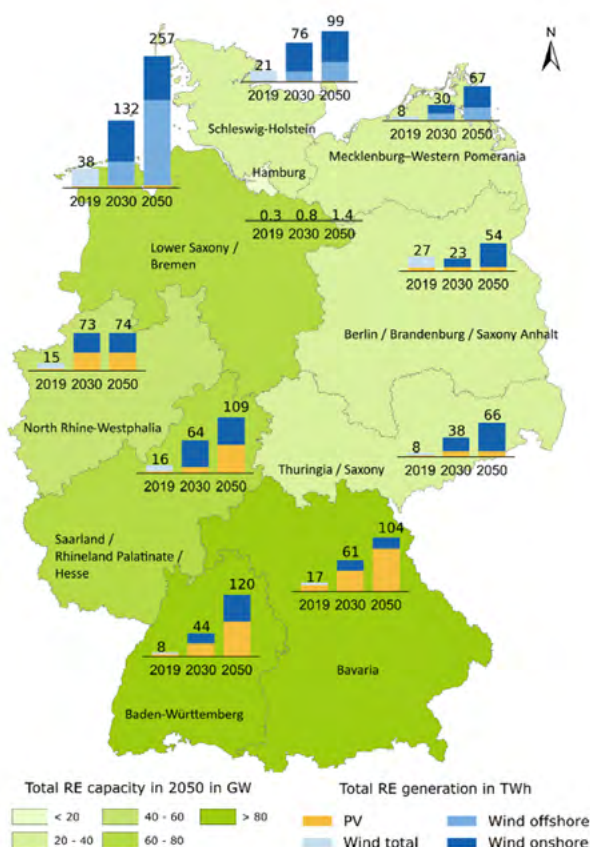 257
99
76
21
2019 2030 2050
N
132
38
2019 2030 2050
67
30
8
2019 2030 2050
Schleswig-Holstein
Mecklenburg–Western Pomerania
Hamburg
0.3 0.8 1.4
2019 2030 2050
Lower Saxony /
Bremen
54
27 23
2019 2030 2050
Berlin / Brandenburg / Saxony Anhalt
73 74
15
2019 2030 2050
North Rhine-Westphalia
109
64
16
2019 2030 2050
66
38
8
2019 2030 2050
Thuringia / Saxony
Saarland /
Rhineland Palatinate /
Hesse
104
61
17
2019 2030 2050
120
44
8
2019 2030 2050
Bavaria
Baden-Württemberg
Total RE capacity in 2050 in GW
< 20 40 - 60 > 80
20 - 40 60 - 80
Total RE generation in TWh
PV Wind offshore
Wind total Wind onshore